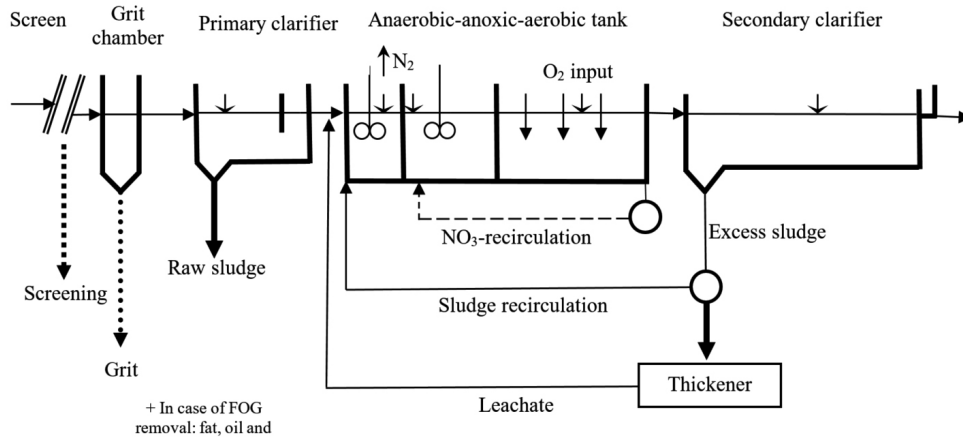 Screen
Grit
chamber
Primary clarifier
Anaerobic-anoxic-aerobic tank
Secondary clarifier
N₂
O₂ input
NO₃-recirculation
Excess sludge
Raw sludge
Screening
Sludge recirculation
Grit
Thickener
Leachate
+ In case of FOG
removal: fat, oil and